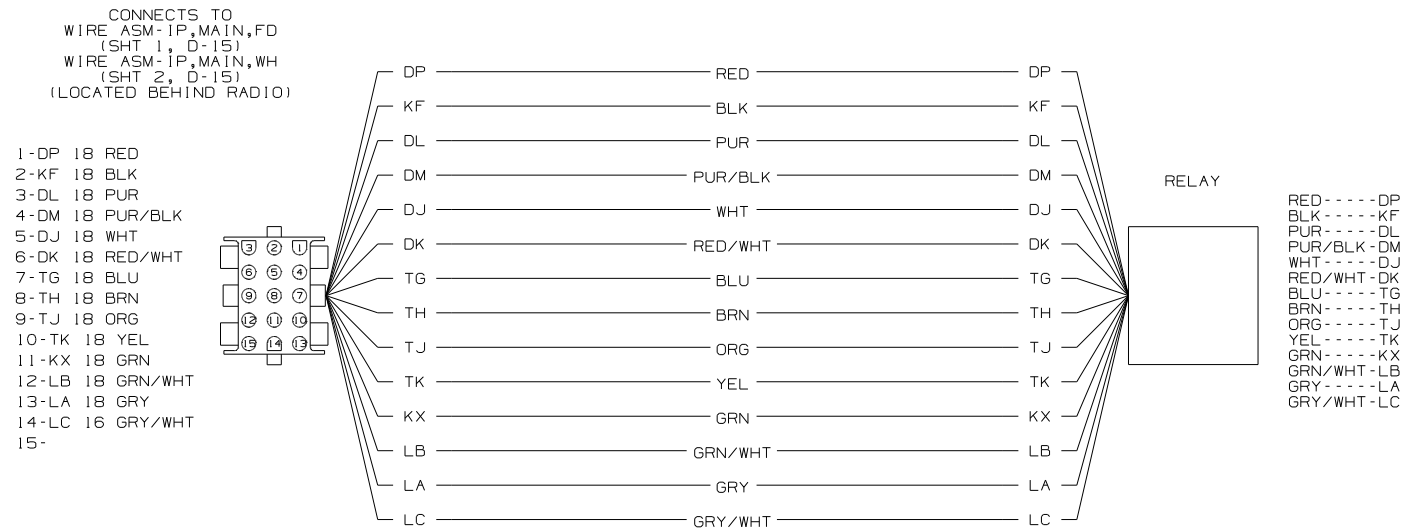 CONNECTS TO
WIRE ASM-IP,MAIN,FD
(SHT 1, D-15)
WIRE ASM-IP,MAIN,WH
(SHT 2, D-15)
(LOCATED BEHIND RADIO)
1-DP 18 RED
2-KF 18 BLK
3-DL 18 PUR
4-DM 18 PUR/BLK
5-DJ 18 WHT
6-DK 18 RED/WHT
7-TG 18 BLU
8-TH 18 BRN
9-TJ 18 ORG
10-TK 18 YEL
11-KX 18 GRN
12-LB 18 GRN/WHT
13-LA 18 GRY
14-LC 16 GRY/WHT
15-
3 2 1
6 5 4
9 8 7
12 11 10
15 14 13
DP RED DP
KF BLK KF
DL PUR DL
DM PUR/BLK DM
DJ WHT DJ
DK RED/WHT DK
TG BLU TG
TH BRN TH
TJ ORG TJ
TK YEL TK
KX GRN KX
LB GRN/WHT LB
LA GRY LA
LC GRY/WHT LC
RELAY
RED-----DP
BLK-----KF
PUR-----DL
PUR/BLK-DM
WHT-----DJ
RED/WHT-DK
BLU-----TG
BRN-----TH
ORG-----TJ
YEL-----TK
GRN-----KX
GRN/WHT-LB
GRY-----LA
GRY/WHT-LC